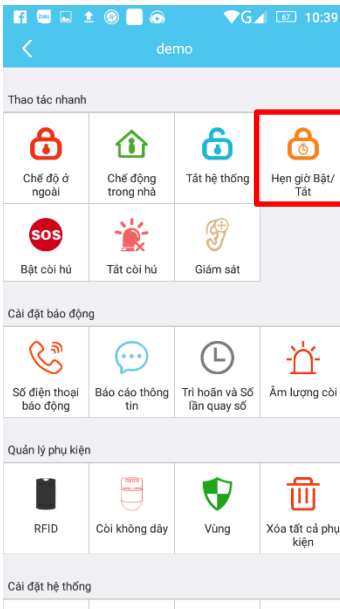 Zalo G 67 10:39
demo
Thao tác nhanh
Chế độ ở ngoài
Chế động trong nhà
Tắt hệ thống
Hẹn giờ Bật/ Tắt
SOS
Bật còi hú
Tắt còi hú
Giám sát
Cài đặt báo động
Số điện thoại báo động
Báo cáo thông tin
Trì hoãn và Số lần quay số
Âm lượng còi
Quản lý phụ kiện
RFID
Còi không dây
Vùng
Xóa tất cả phụ kiện
Cài đặt hệ thống